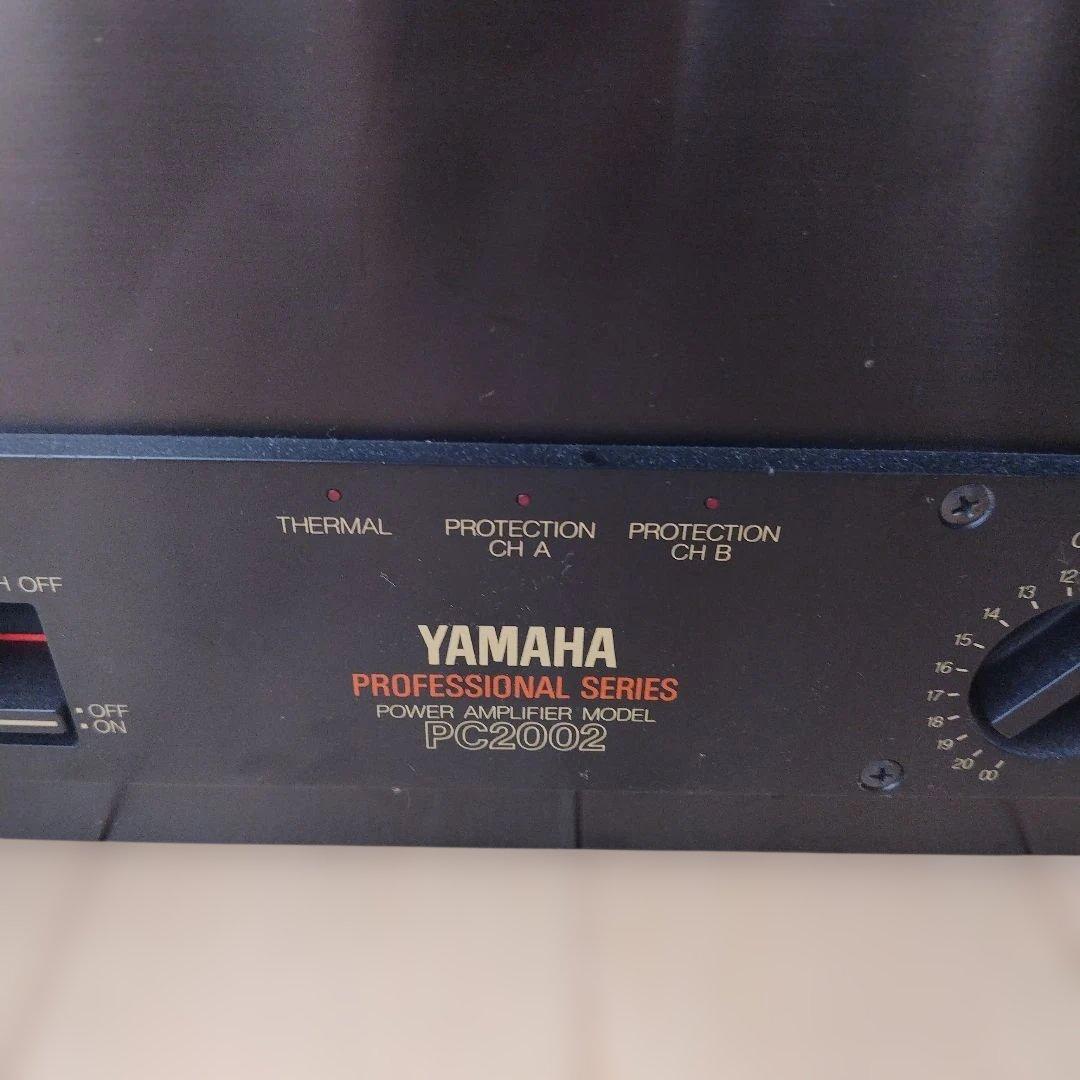 THERMAL
PROTECTION
CH A
PROTECTION
CH B
H OFF
OFF
ON
YAMAHA
PROFESSIONAL SERIES
POWER AMPLIFIER MODEL
PC2002
12
13
14
15
16
17
18
19
20
∞